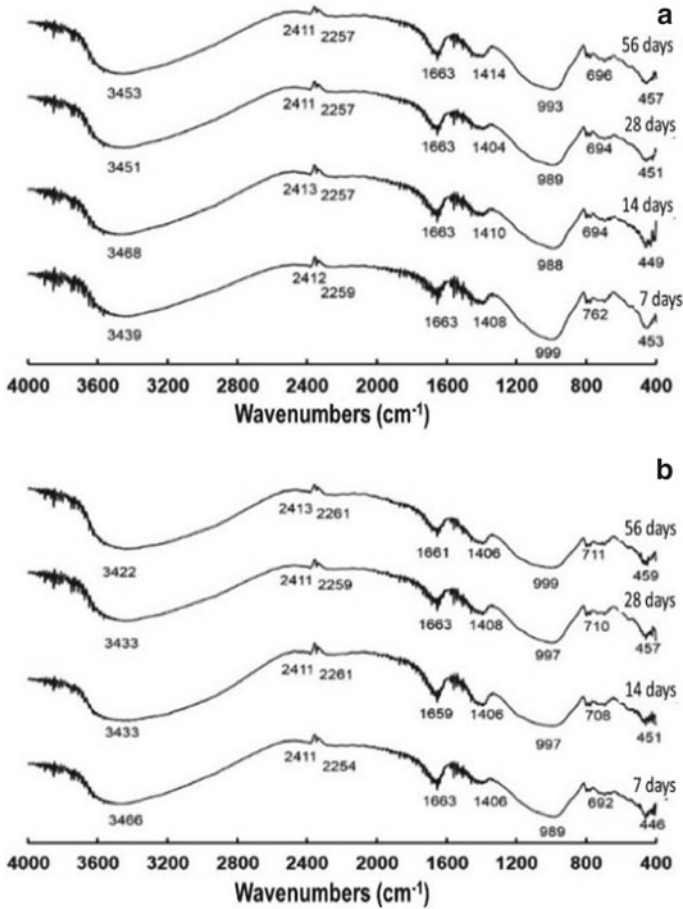 a
2411 2257 56 days
3453 1663 1414 993 696 457
2411 2257 28 days
3451 1663 1404 989 694 451
2413 2257 14 days
3468 1663 1410 988 694 449
2412 2259 7 days
3439 1663 1408 999 762 453
4000 3600 3200 2800 2400 2000 1600 1200 800 400
Wavenumbers (cm-1)
b
2413 2261 56 days
3422 1661 1406 999 711 459
2411 2259 28 days
3433 1663 1408 997 710 457
2411 2261 14 days
3433 1659 1406 997 708 451
2411 2254 7 days
3466 1663 1406 989 692 446
4000 3600 3200 2800 2400 2000 1600 1200 800 400
Wavenumbers (cm-1)